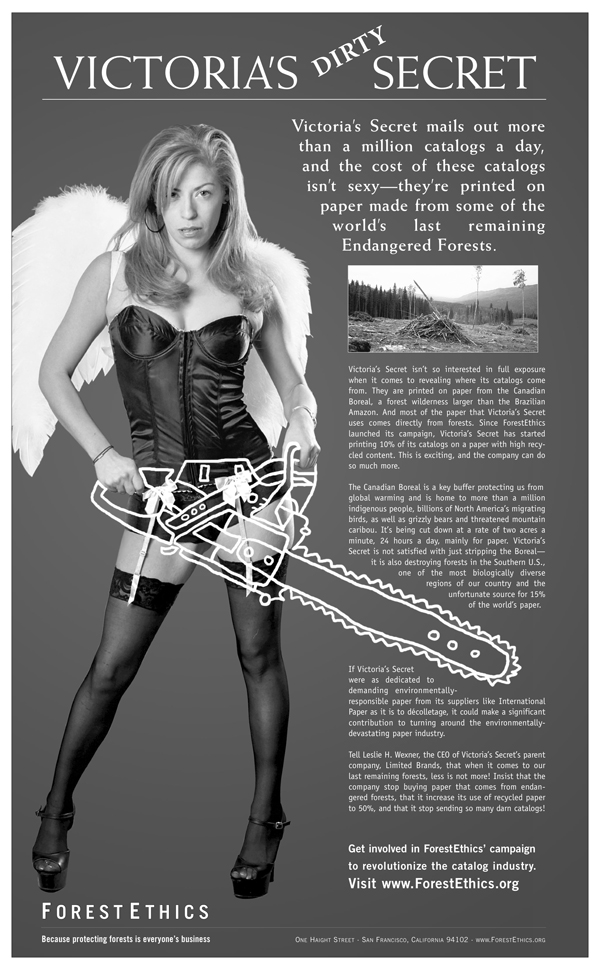 VICTORIA'S DIRTY SECRET
Victoria's Secret mails out more
than a million catalogs a day,
and the cost of these catalogs
isn't sexy—they're printed on
paper made from some of the
world's last remaining
Endangered Forests.
Victoria's Secret isn't so interested in full exposure
when it comes to revealing where its catalogs come
from. They are printed on paper from the Canadian
Boreal, a forest wilderness larger than the Brazilian
Amazon. And most of the paper that Victoria's Secret
uses comes directly from forests. Since ForestEthics
launched its campaign, Victoria's Secret has started
printing 10% of its catalogs on a paper with high recy-
cled content. This is exciting, and the company can do
so much more.
The Canadian Boreal is a key buffer protecting us from
global warming and is home to more than a million
indigenous people, billions of North America's migrating
birds, as well as grizzly bears and threatened mountain
caribou. It's being cut down at a rate of two acres a
minute, 24 hours a day, mainly for paper. Victoria's
Secret is not satisfied with just stripping the Boreal—
it is also destroying forests in the Southern U.S.,
one of the most biologically diverse
regions of our country and the
unfortunate source for 15%
of the world's paper.
If Victoria's Secret
were as dedicated to
demanding environmentally-
responsible paper from its suppliers like International
Paper as it is to décolletage, it could make a significant
contribution to turning around the environmentally-
devastating paper industry.
Tell Leslie H. Wexner, the CEO of Victoria's Secret's parent
company, Limited Brands, that when it comes to our
last remaining forests, less is not more! Insist that the
company stop buying paper that comes from endan-
gered forests, that it increase its use of recycled paper
to 50%, and that it stop sending so many darn catalogs!
Get involved in ForestEthics' campaign
to revolutionize the catalog industry.
Visit www.ForestEthics.org
FORESTETHICS
Because protecting forests is everyone's business
ONE HAIGHT STREET · SAN FRANCISCO, CALIFORNIA 94102 · WWW.FORESTETHICS.ORG